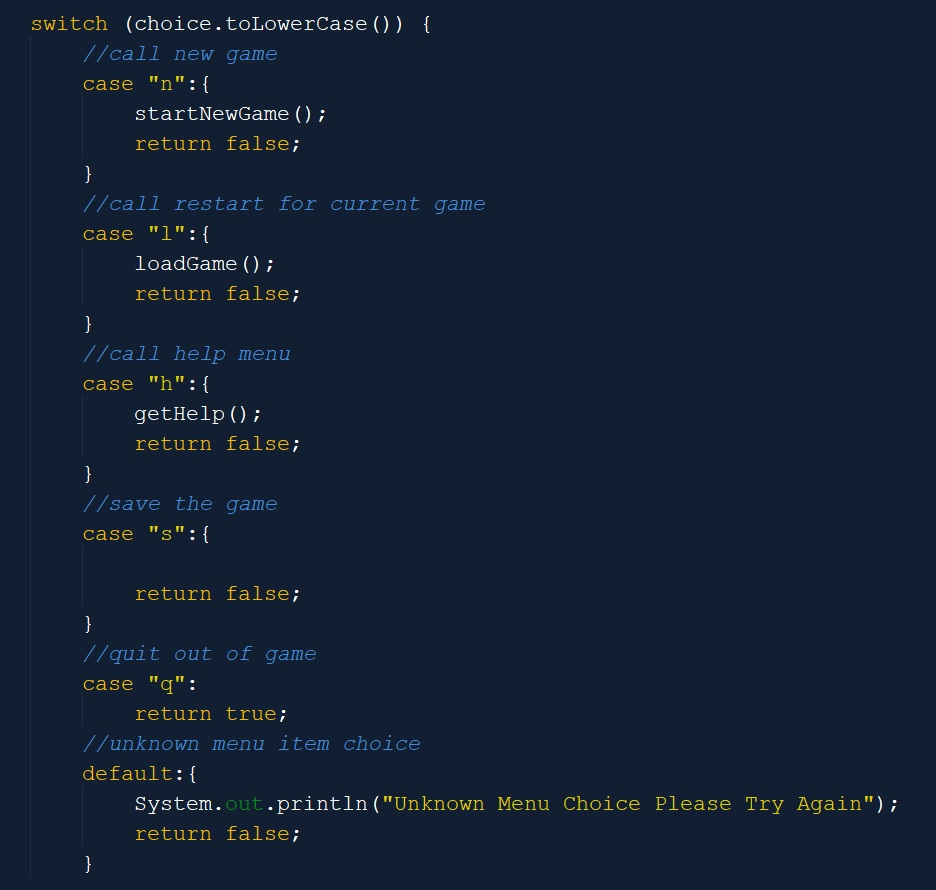 switch (choice.toLowerCase()) {
    //call new game
    case "n":{
        startNewGame();
        return false;
    }
    //call restart for current game
    case "l":{
        loadGame();
        return false;
    }
    //call help menu
    case "h":{
        getHelp();
        return false;
    }
    //save the game
    case "s":{

        return false;
    }
    //quit out of game
    case "q":
        return true;
    //unknown menu item choice
    default:{
        System.out.println("Unknown Menu Choice Please Try Again");
        return false;
    }